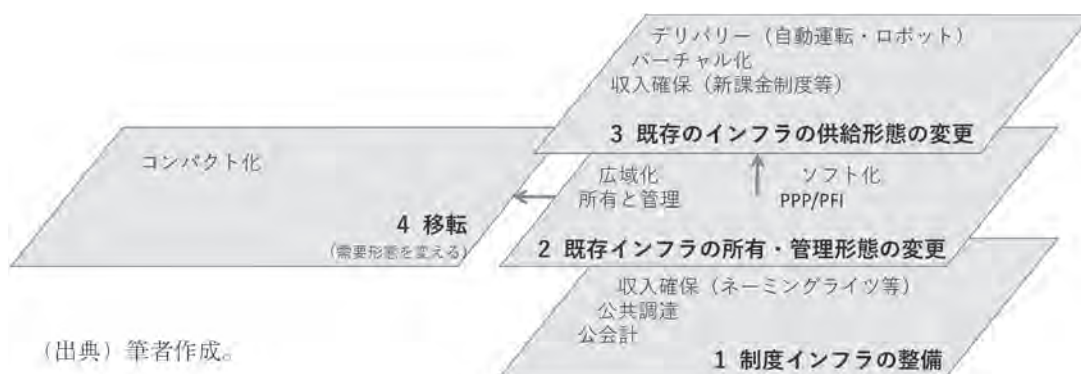 デリバリー（自動運転・ロボット）
バーチャル化
収入確保（新課金制度等）
3 既存のインフラの供給形態の変更
コンパクト化
4 移転
(需要形態を変える)
広域化 ソフト化
所有と管理 PPP/PFI
2 既存インフラの所有・管理形態の変更
収入確保（ネーミングライツ等）
公共調達
公会計
1 制度インフラの整備
（出典）筆者作成。